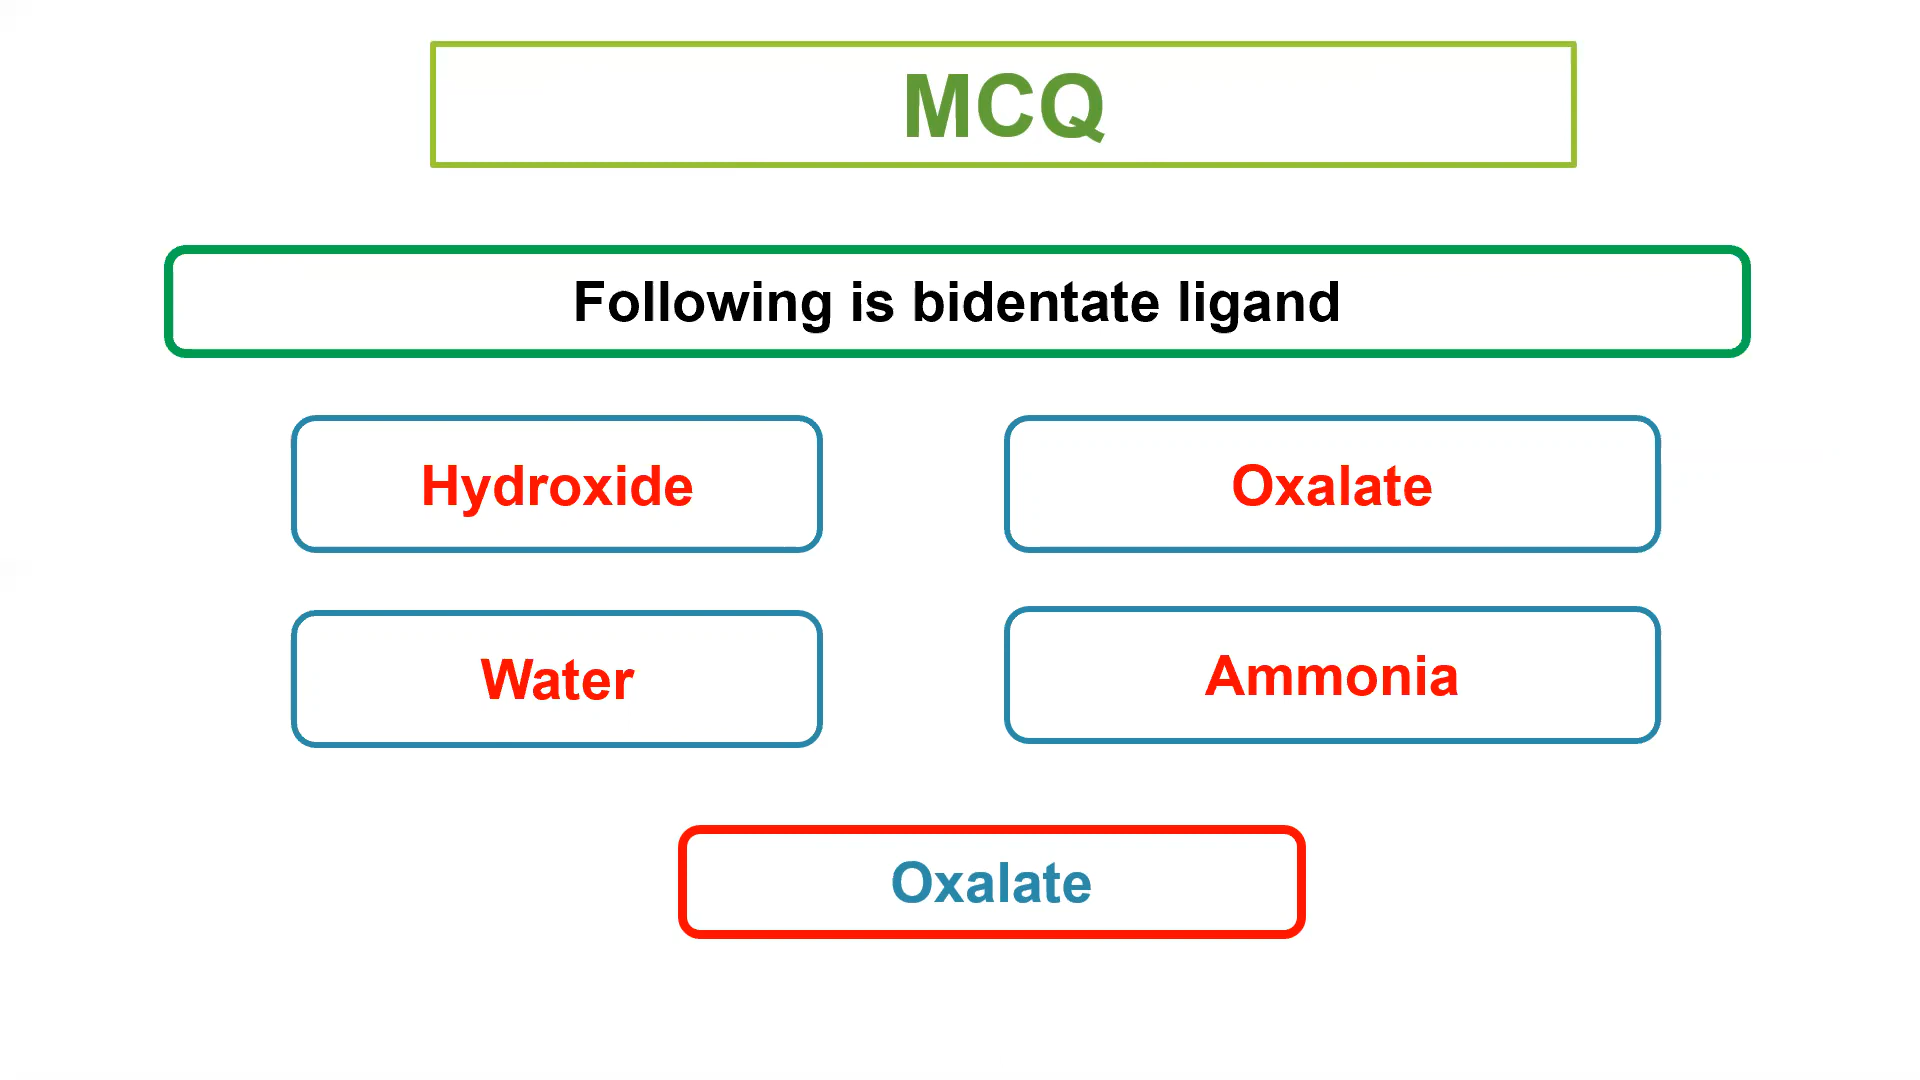 MCQ
Following is bidentate ligand
Hydroxide
Oxalate
Water
Ammonia
Oxalate